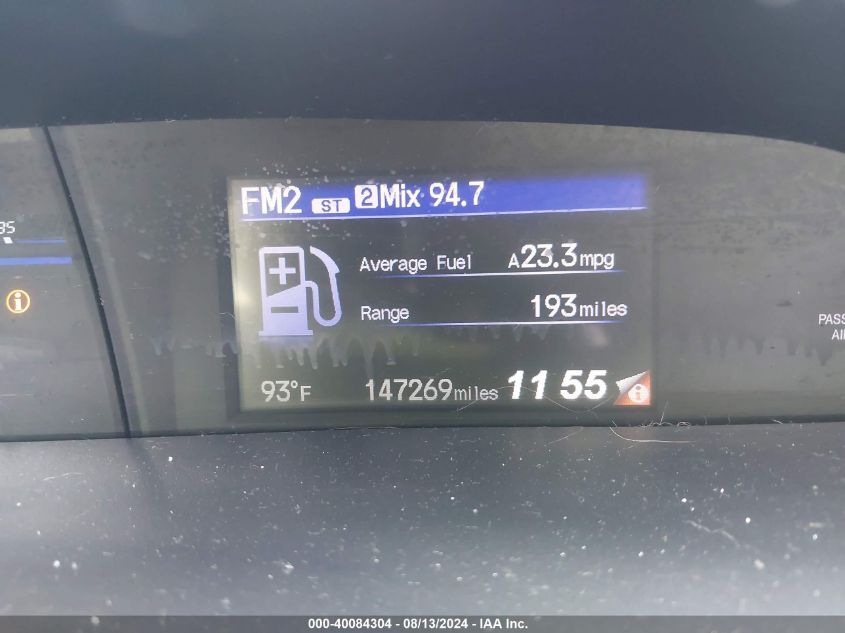 FM2 ST 2 Mix 94.7
Average Fuel A23.3mpg
Range 193miles
93°F 147269miles 11 55
000-40084304 - 08/13/2024 - IAA Inc.